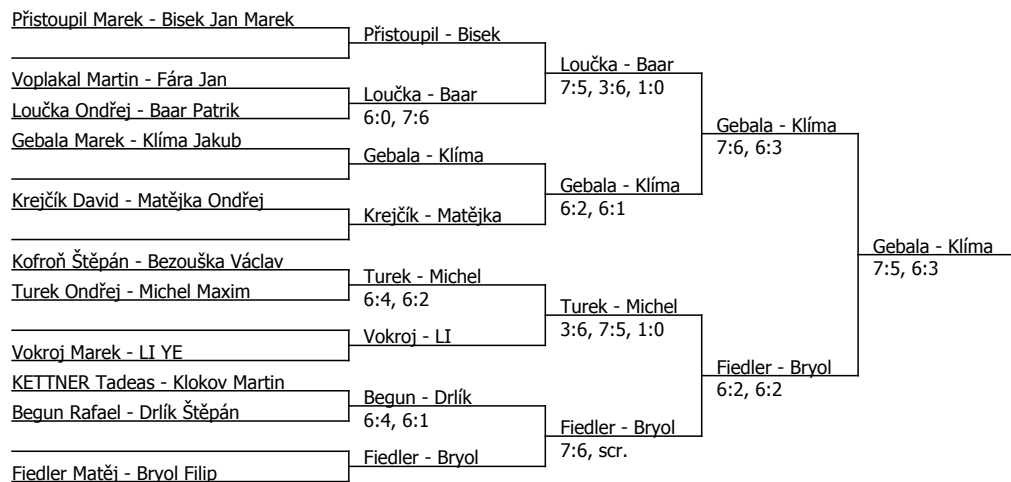 Přistoupil Marek - Bisek Jan Marek
Voplakal Martin - Fára Jan
Loučka Ondřej - Baar Patrik
Gebala Marek - Klíma Jakub
Krejčík David - Matějka Ondřej
Kofroň Štěpán - Bezouška Václav
Turek Ondřej - Michel Maxim
Vokroj Marek - LI YE
KETTNER Tadeas - Klokov Martin
Begun Rafael - Drlík Štěpán
Fiedler Matěj - Bryol Filip
Přistoupil - Bisek
Loučka - Baar
6:0, 7:6
Gebala - Klíma
Krejčík - Matějka
Turek - Michel
6:4, 6:2
Vokroj - LI
Begun - Drlík
6:4, 6:1
Fiedler - Bryol
Loučka - Baar
7:5, 3:6, 1:0
Gebala - Klíma
6:2, 6:1
Turek - Michel
3:6, 7:5, 1:0
Fiedler - Bryol
7:6, scr.
Gebala - Klíma
7:6, 6:3
Fiedler - Bryol
6:2, 6:2
Gebala - Klíma
7:5, 6:3